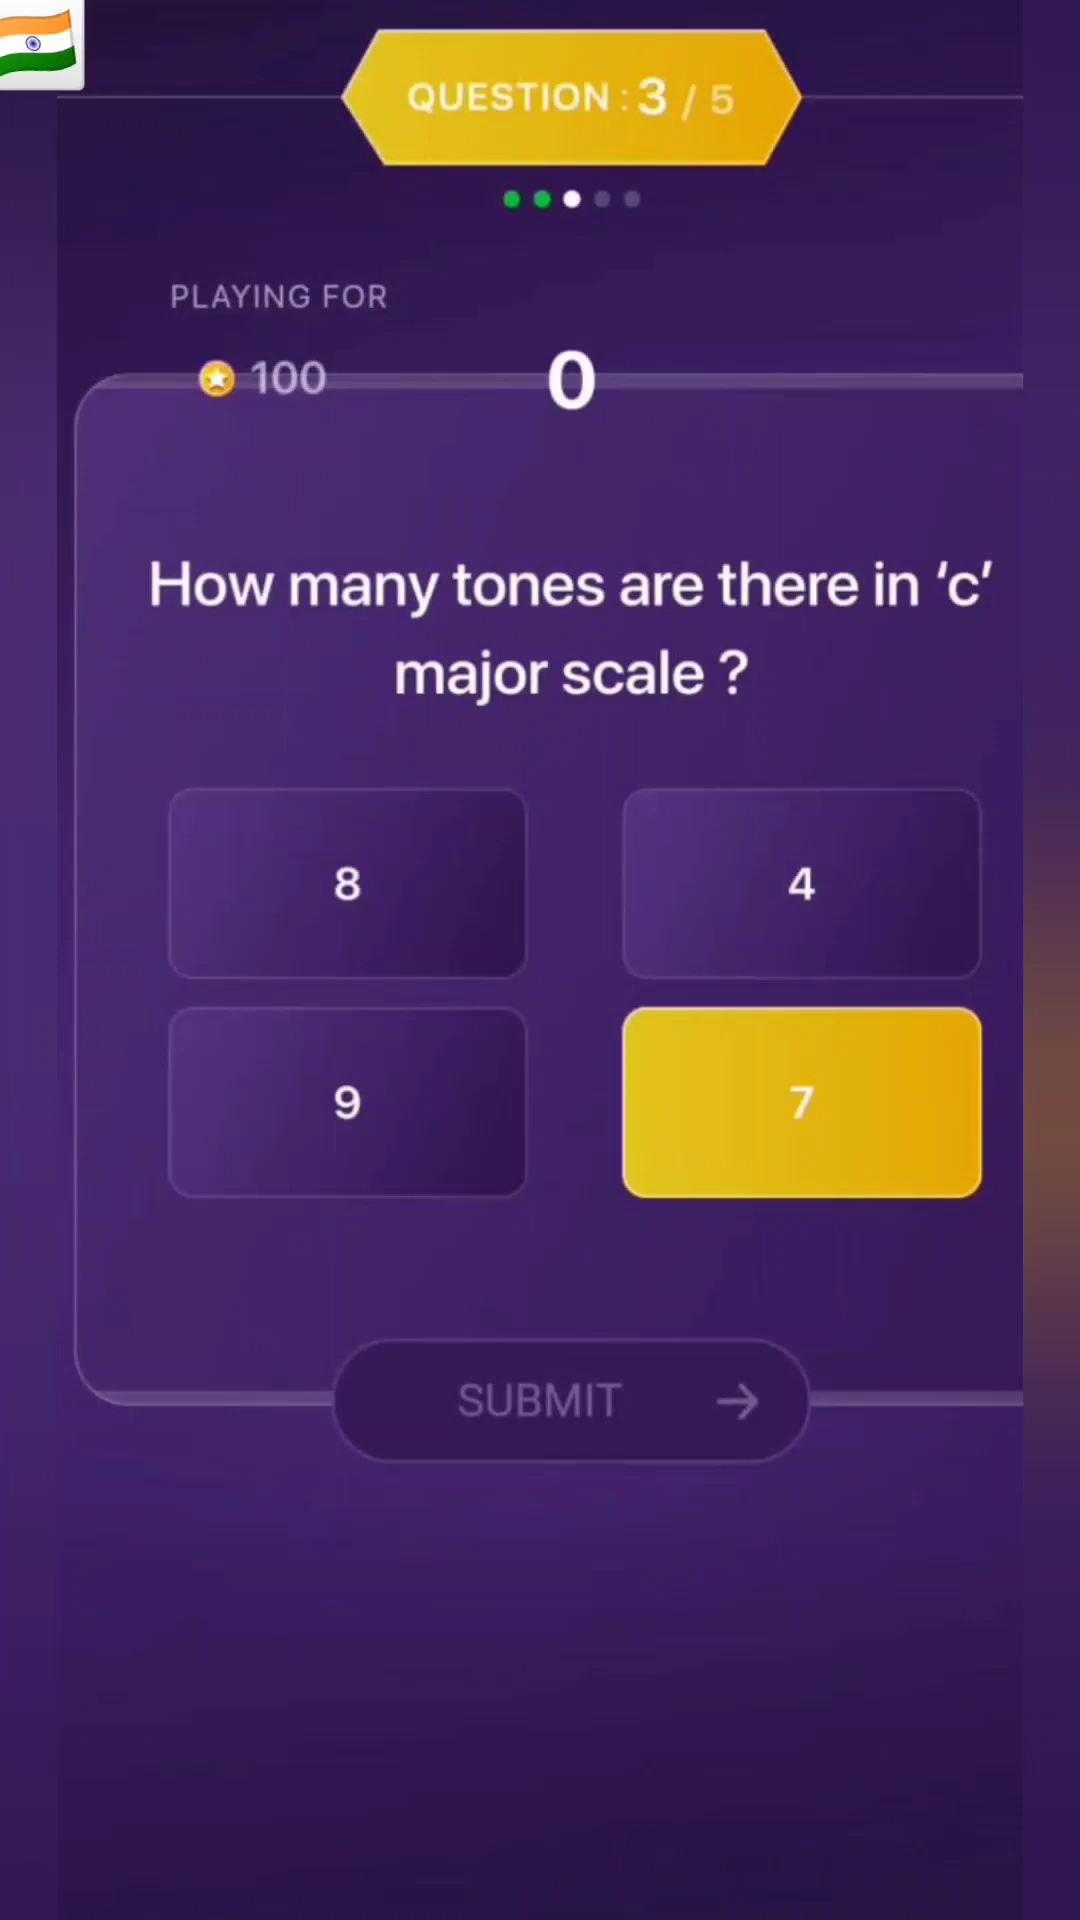 QUESTION : 3 / 5
PLAYING FOR
100
0
How many tones are there in ‘c’
major scale ?
8
4
9
7
SUBMIT